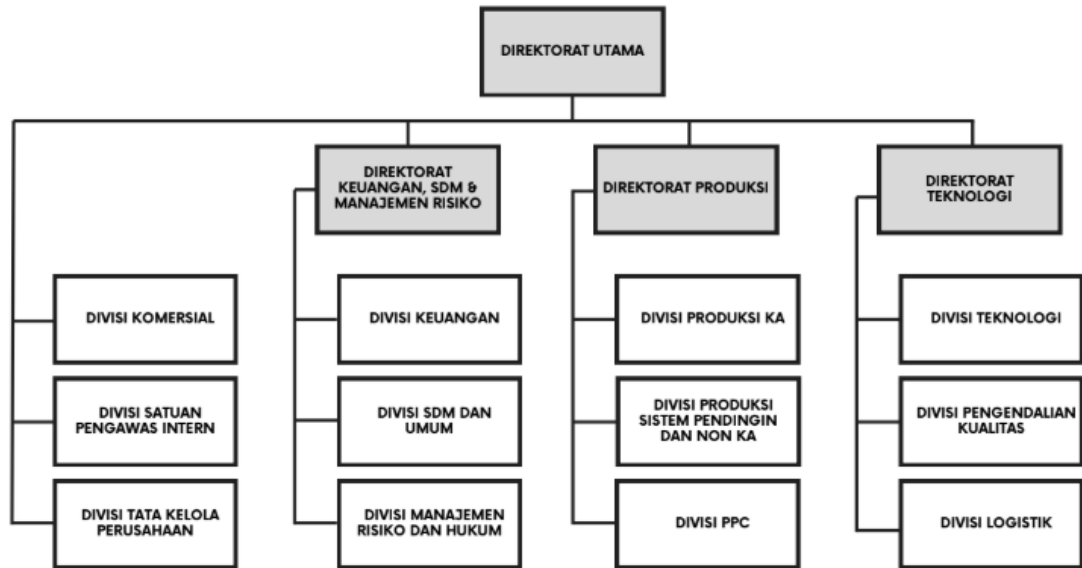 DIREKTORAT UTAMA
DIREKTORAT
KEUANGAN, SDM &
MANAJEMEN RISIKO
DIREKTORAT PRODUKSI
DIREKTORAT
TEKNOLOGI
DIVISI KOMERSIAL
DIVISI KEUANGAN
DIVISI PRODUKSI KA
DIVISI TEKNOLOGI
DIVISI SATUAN
PENGAWAS INTERN
DIVISI SDM DAN
UMUM
DIVISI PRODUKSI
SISTEM PENDINGIN
DAN NON KA
DIVISI PENGENDALIAN
KUALITAS
DIVISI TATA KELOLA
PERUSAHAAN
DIVISI MANAJEMEN
RISIKO DAN HUKUM
DIVISI PPC
DIVISI LOGISTIK